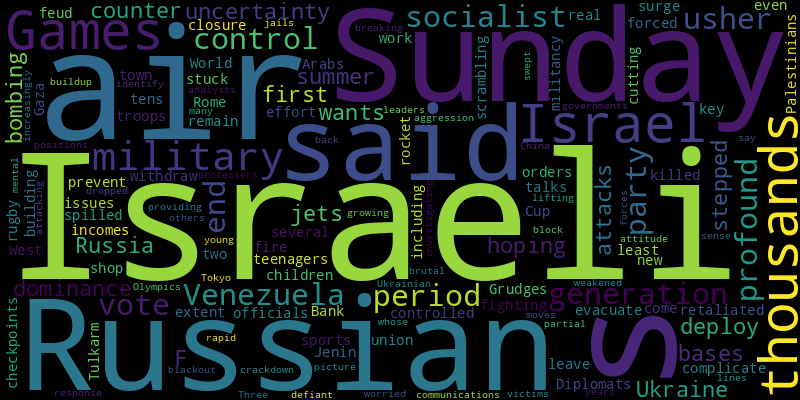 feud counter uncertainty closure jails real surge even
Games socialist forced usher
control breaking work
air Sunday
World Arabs stuck summer
bombing increasingly Gaza town identify buildup analysts
tens Rome first wants scrambling militancy swept cutting Palestinians
troops many remain effort leaders aggression governments key
positions said back rocket Israel China say
military party stepped
mental withdraw protesters orders killed
prevent end talks lifting
rugby building attacking issues dropped providing others growing jets including investigating Cup block forces attacks least attitude new sense profound thousands
spilled incomes several hoping
West Russia young fire
shop two teenagers
Israeli
dominance Olympics Tokyo children Ukrainian brutal Grudges weakened generation come retaliated
vote Venezuela period fighting evacuate
checkpoints Tulkarm extent officials Bank controlled whose moves partial
Russian rapid F sports union S deploy
Jenin bases
blackout crackdown picture leave complicate
response Three defiant worried communications victims Diplomats years lines Ukraine